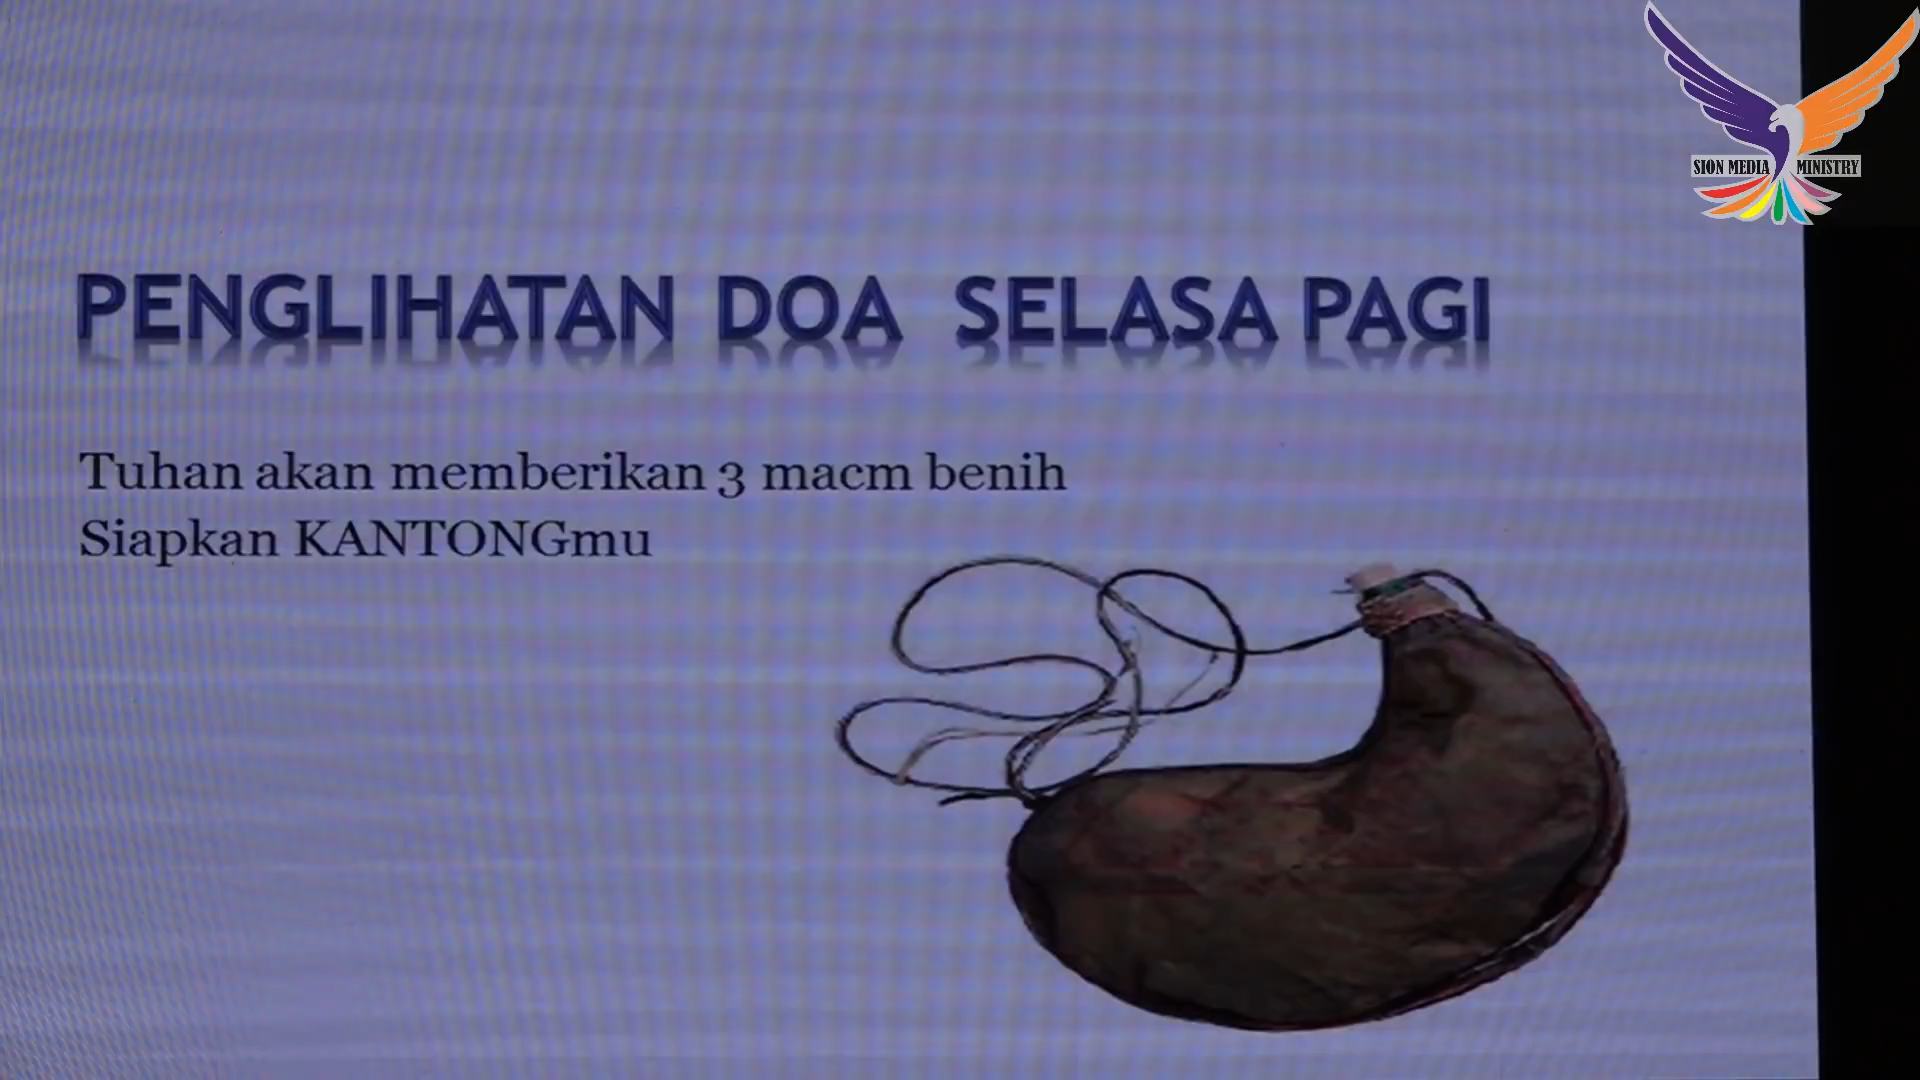 SION MEDIA MINISTRY
PENGLIHATAN DOA SELASA PAGI
Tuhan akan memberikan 3 macm benih
Siapkan KANTONGmu